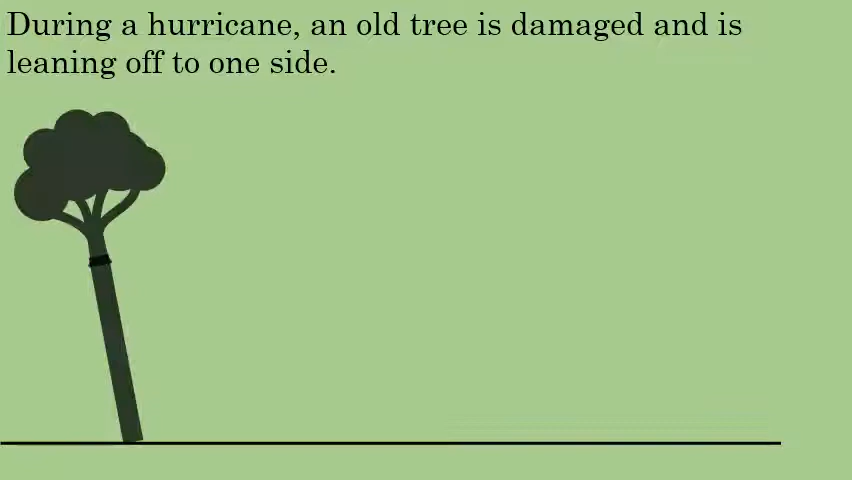 During a hurricane, an old tree is damaged and is
leaning off to one side.